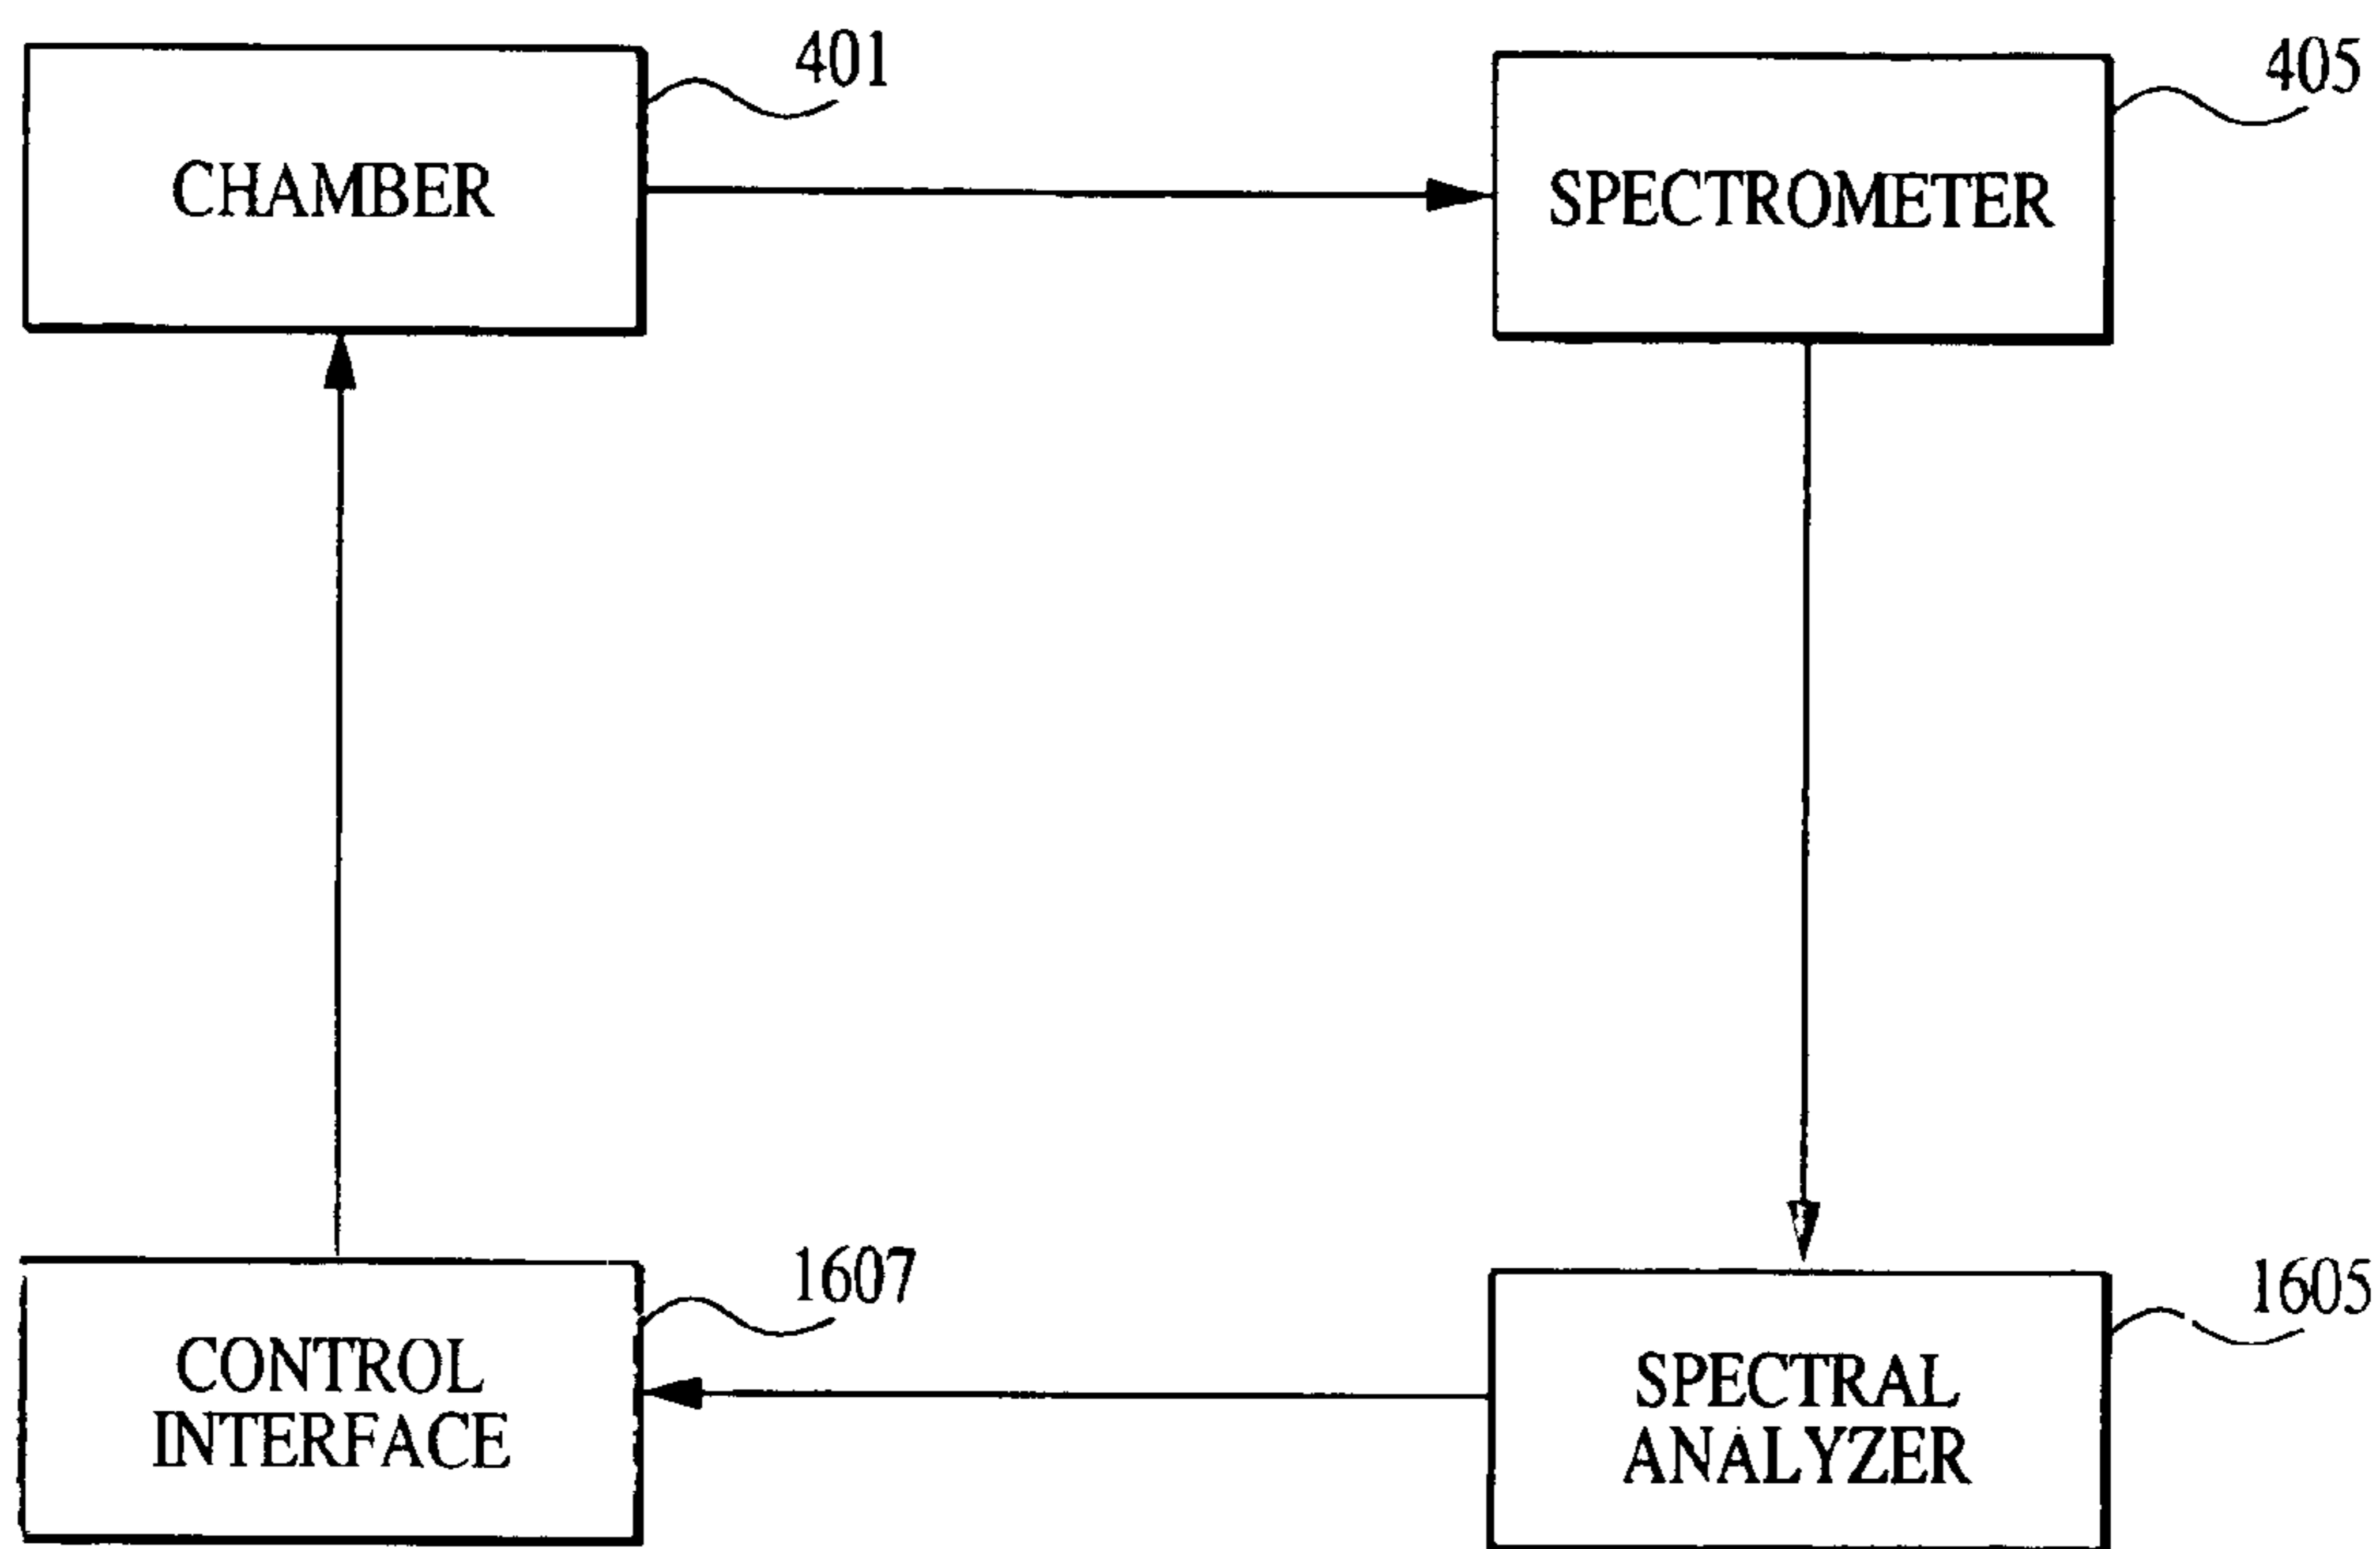 401
405
CHAMBER
SPECTROMETER
1607
1605
CONTROL
INTERFACE
SPECTRAL
ANALYZER